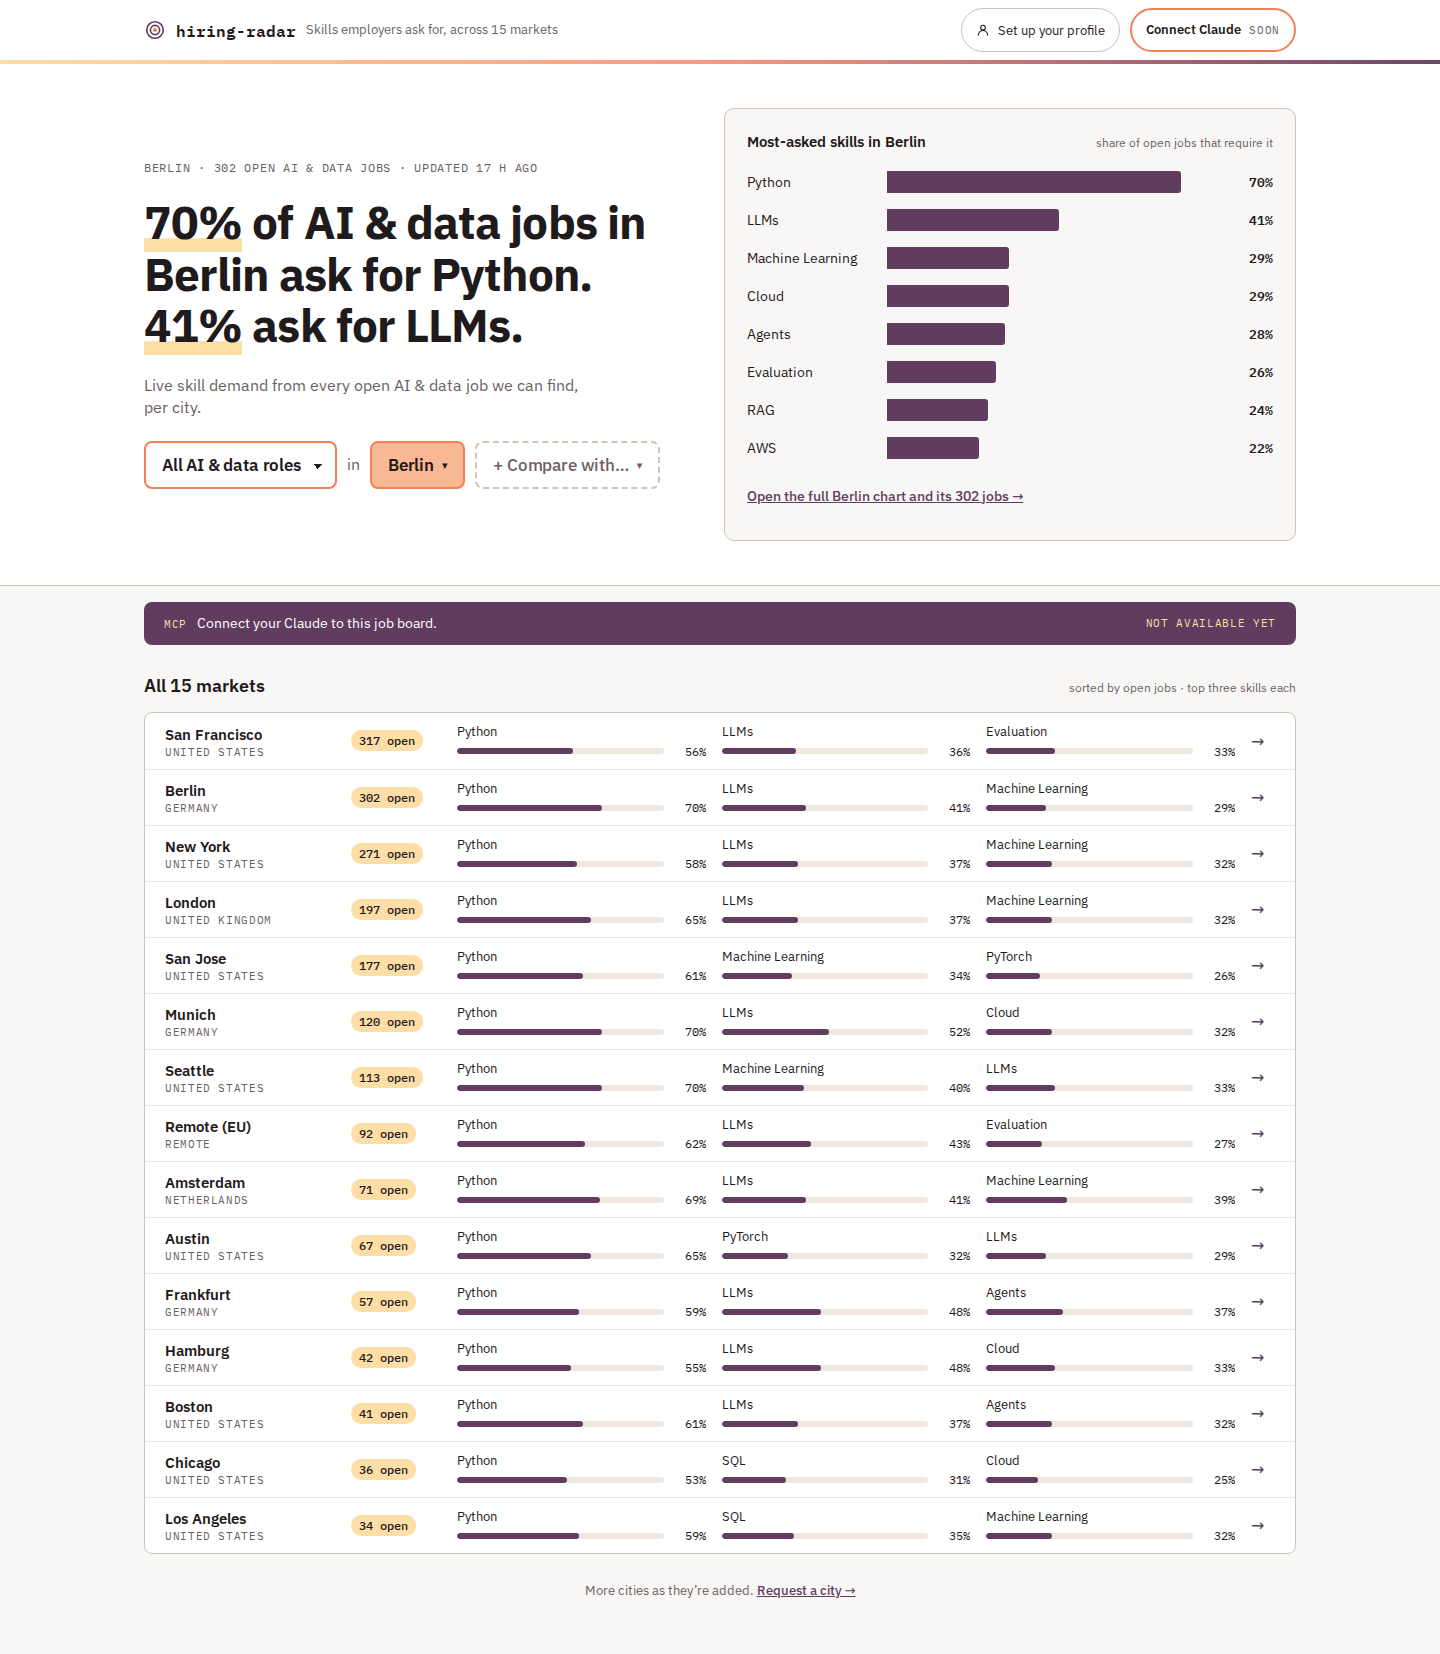 hiring-radar Skills employers ask for, across 15 markets Set up your profile Connect Claude SOON
BERLIN · 302 OPEN AI & DATA JOBS · UPDATED 17 H AGO
70% of AI & data jobs in
Berlin ask for Python.
41% ask for LLMs.
Live skill demand from every open AI & data job we can find,
per city.
All AI & data roles in Berlin + Compare with...
Most-asked skills in Berlin share of open jobs that require it
Python 70%
LLMs 41%
Machine Learning 29%
Cloud 29%
Agents 28%
Evaluation 26%
RAG 24%
AWS 22%
Open the full Berlin chart and its 302 jobs →
MCP Connect your Claude to this job board. NOT AVAILABLE YET
All 15 markets sorted by open jobs · top three skills each
San Francisco UNITED STATES 317 open Python 56% LLMs 36% Evaluation 33% →
Berlin GERMANY 302 open Python 70% LLMs 41% Machine Learning 29% →
New York UNITED STATES 271 open Python 58% LLMs 37% Machine Learning 32% →
London UNITED KINGDOM 197 open Python 65% LLMs 37% Machine Learning 32% →
San Jose UNITED STATES 177 open Python 61% Machine Learning 34% PyTorch 26% →
Munich GERMANY 120 open Python 70% LLMs 52% Cloud 32% →
Seattle UNITED STATES 113 open Python 70% Machine Learning 40% LLMs 33% →
Remote (EU) REMOTE 92 open Python 62% LLMs 43% Evaluation 27% →
Amsterdam NETHERLANDS 71 open Python 69% LLMs 41% Machine Learning 39% →
Austin UNITED STATES 67 open Python 65% PyTorch 32% LLMs 29% →
Frankfurt GERMANY 57 open Python 59% LLMs 48% Agents 37% →
Hamburg GERMANY 42 open Python 55% LLMs 48% Cloud 33% →
Boston UNITED STATES 41 open Python 61% LLMs 37% Agents 32% →
Chicago UNITED STATES 36 open Python 53% SQL 31% Cloud 25% →
Los Angeles UNITED STATES 34 open Python 59% SQL 35% Machine Learning 32% →
More cities as they’re added. Request a city →